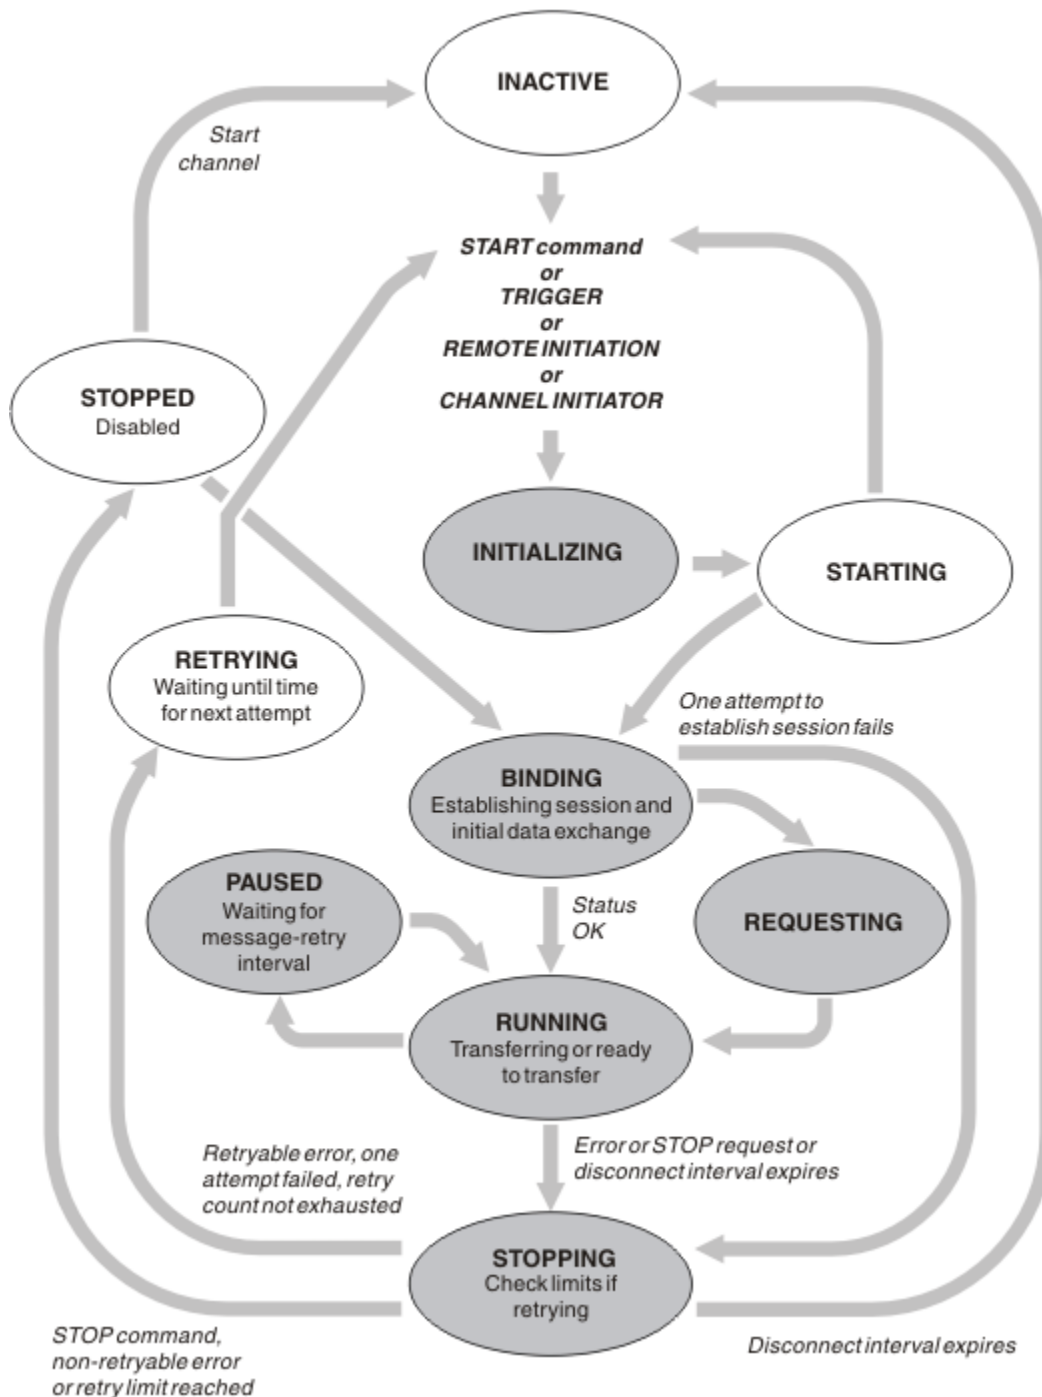 INACTIVE
Start
channel
START command
or
TRIGGER
or
REMOTE INITIATION
or
CHANNEL INITIATOR
STOPPED
Disabled
INITIALIZING
STARTING
RETRYING
Waiting until time
for next attempt
One attempt to
establish session fails
BINDING
Establishing session and
initial data exchange
PAUSED
Waiting for
message-retry
interval
Status
OK
REQUESTING
RUNNING
Transferring or ready
to transfer
Retryable error, one
attempt failed, retry
count not exhausted
Error or STOP request or
disconnect interval expires
STOPPING
Check limits if
retrying
STOP command,
non-retryable error
or retry limit reached
Disconnect interval expires